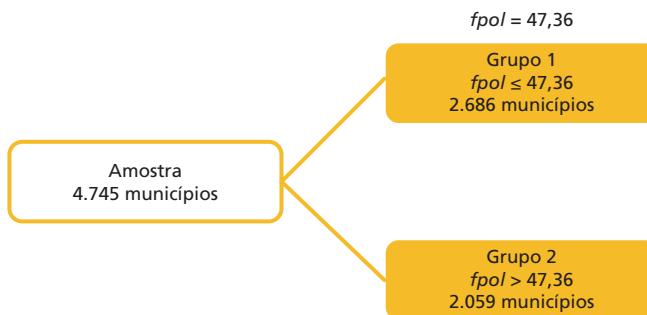 fpol = 47,36
Grupo 1
fpol ≤ 47,36
2.686 municípios
Amostra
4.745 municípios
Grupo 2
fpol > 47,36
2.059 municípios